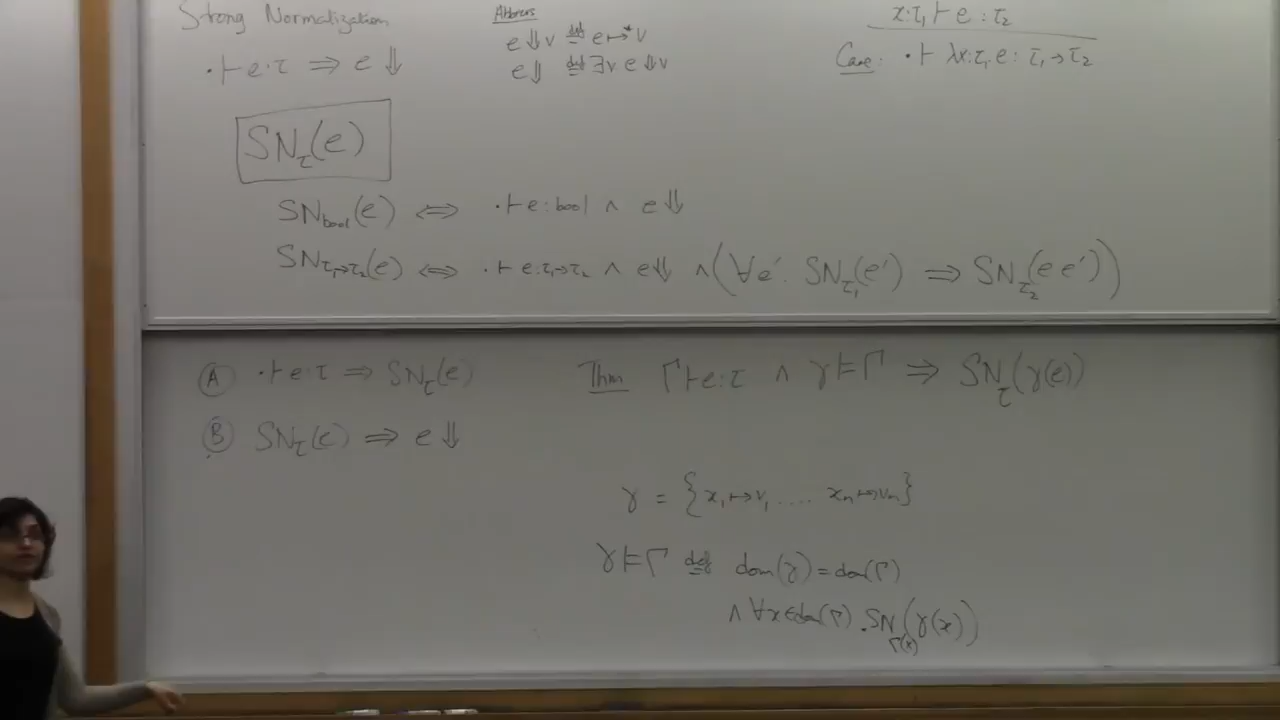 Strong Normalization
· ⊢ e : τ ⇒ e ⇓
Abbrevs
e ⇓ v ≝ e ↦* v
e ⇓ ≝ ∃v e ⇓ v
x:τ₁ ⊢ e : τ₂
Case: · ⊢ λx:τ₁. e : τ₁→τ₂
SN_τ(e)
SN_bool(e) ⇔ · ⊢ e : bool ∧ e ⇓
SN_τ₁→τ₂(e) ⇔ · ⊢ e : τ₁→τ₂ ∧ e ⇓ ∧ (∀e'. SN_τ₁(e') ⇒ SN_τ₂(e e'))
Ⓐ · ⊢ e : τ ⇒ SN_τ(e)
Ⓑ SN_τ(e) ⇒ e ⇓
Thm Γ ⊢ e : τ ∧ γ ⊨ Γ ⇒ SN_τ(γ(e))
γ = {x₁ ↦ v₁ .... xₙ ↦ vₙ}
γ ⊨ Γ ≝ dom(γ) = dom(Γ)
∧ ∀x ∈ dom(Γ). SN_Γ(x)(γ(x))